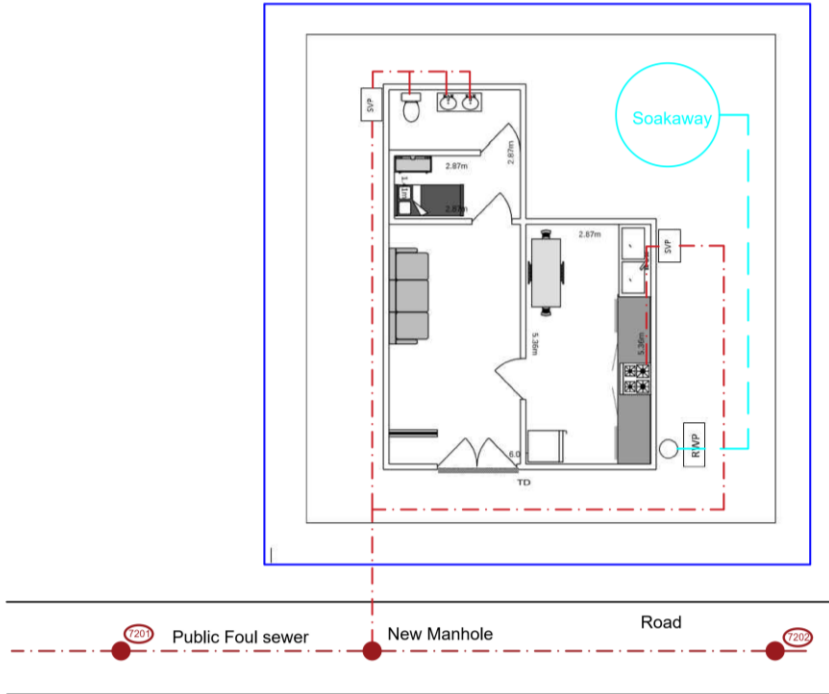 SVP
Soakaway
2.87m
2.87m
2.87m
2.87m
SVP
5.36m
5.36m
6.0
RWP
TD
7201
Public Foul sewer
New Manhole
Road
7202